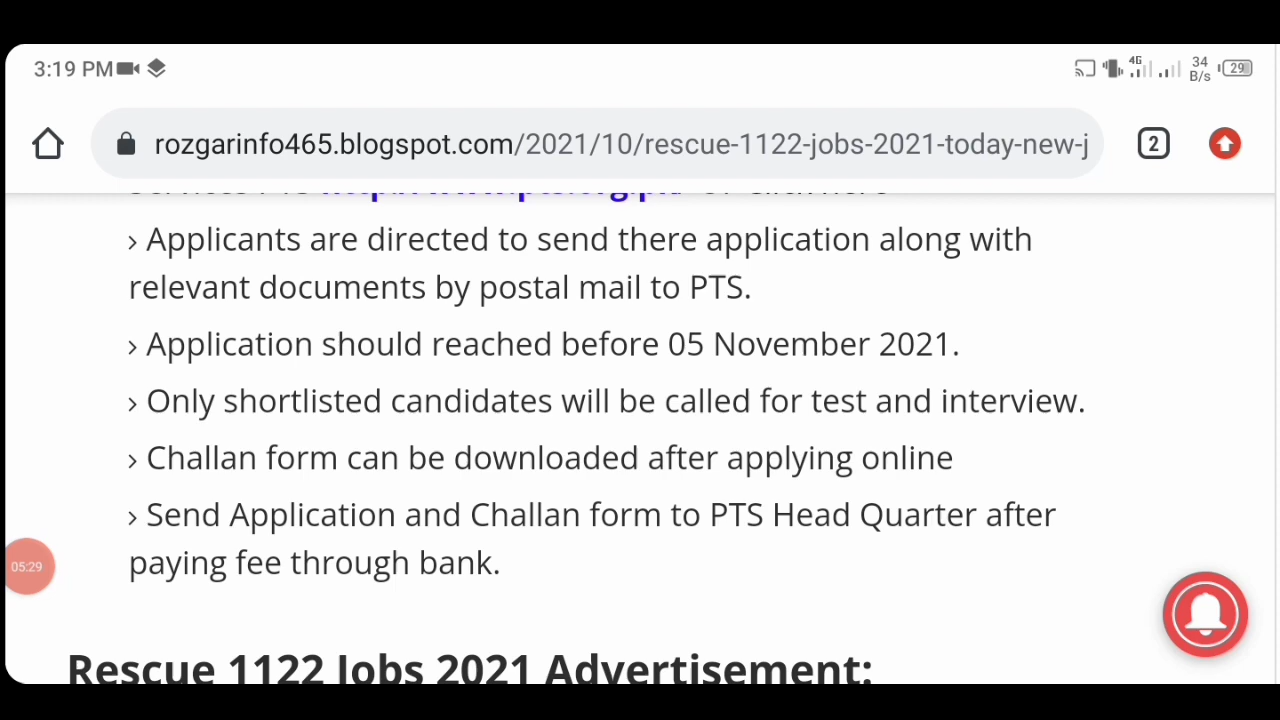 3:19 PM
4G
34
B/s
29
rozgarinfo465.blogspot.com/2021/10/rescue-1122-jobs-2021-today-new-j
2
› Applicants are directed to send there application along with
relevant documents by postal mail to PTS.
› Application should reached before 05 November 2021.
› Only shortlisted candidates will be called for test and interview.
› Challan form can be downloaded after applying online
› Send Application and Challan form to PTS Head Quarter after
paying fee through bank.
05:29
Rescue 1122 Jobs 2021 Advertisement: